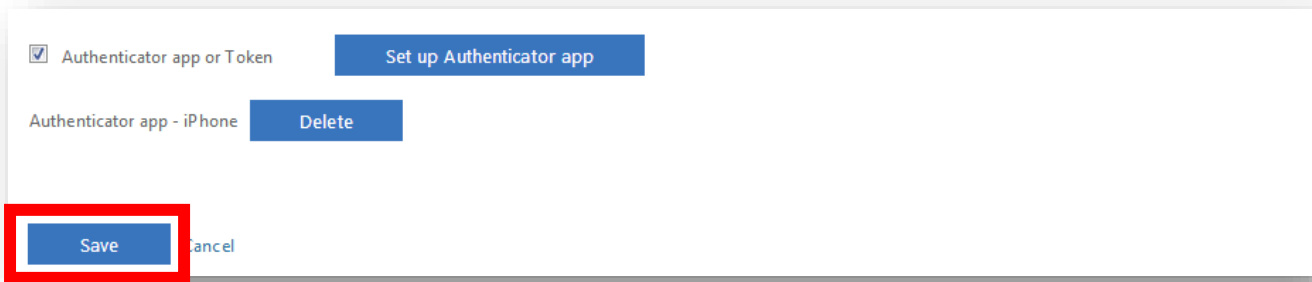 Authenticator app or Token Set up Authenticator app
Authenticator app - iPhone Delete
Save Cancel